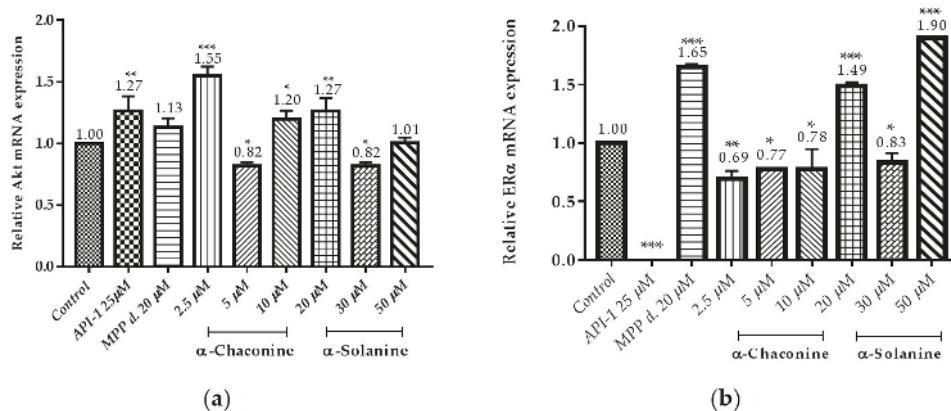 Relative Akt mRNA expression
2.0
1.5
1.0
0.5
0.0
1.00
**
1.27
1.13
***
1.55
*
0.82
*
1.20
**
1.27
*
0.82
1.01
Control
API-1 25μM
MPP d. 20 μM
2.5 μM
5 μM
10 μM
20 μM
30 μM
50 μM
α-Chaconine
α-Solanine
(a)
Relative ERα mRNA expression
2.0
1.5
1.0
0.5
0.0
1.00
***
***
1.65
**
0.69
*
0.77
*
0.78
***
1.49
*
0.83
***
1.90
Control
API-1 25 μM
MPP d. 20 μM
2.5 μM
5 μM
10 μM
20 μM
30 μM
50 μM
α-Chaconine
α-Solanine
(b)